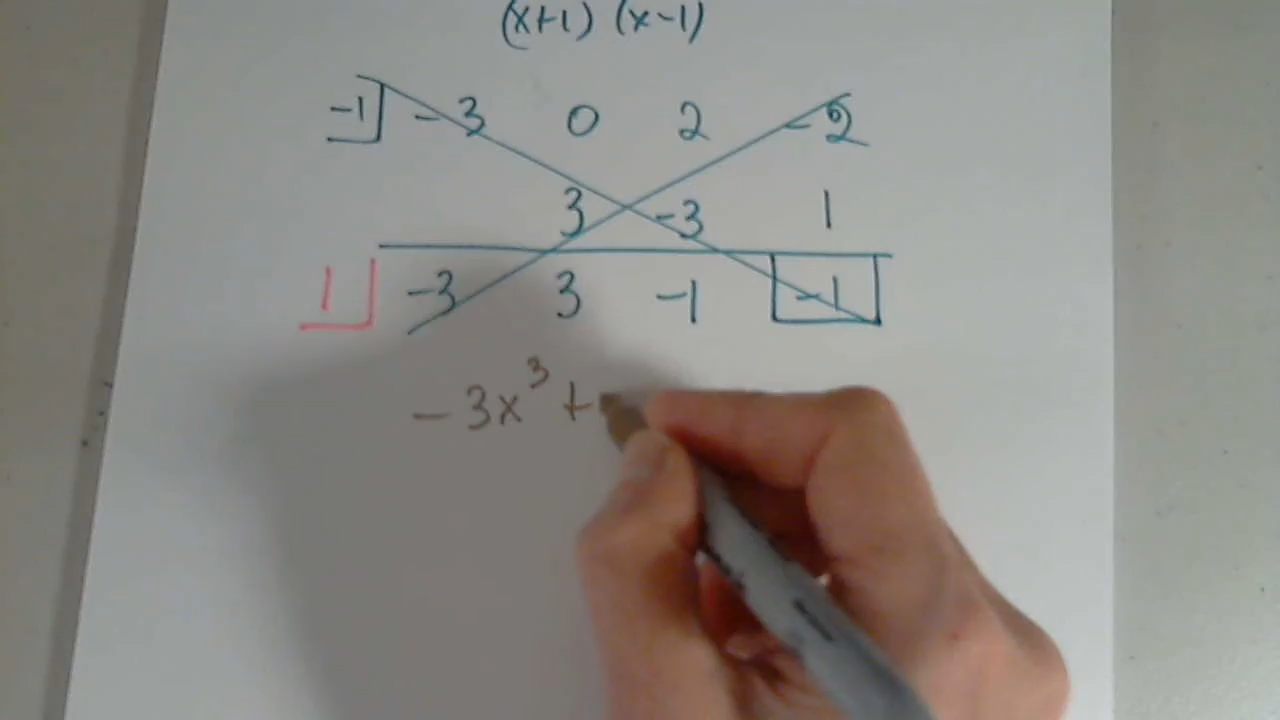 (x+1) (x-1)
-1 -3 0 2 -2
3 -3 1
1 -3 3 -1 -1
-3x³ +